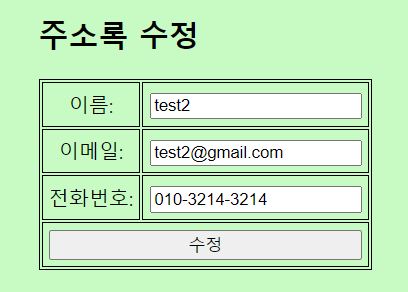 주소록 수정
이름: test2
이메일: test2@gmail.com
전화번호: 010-3214-3214
수정